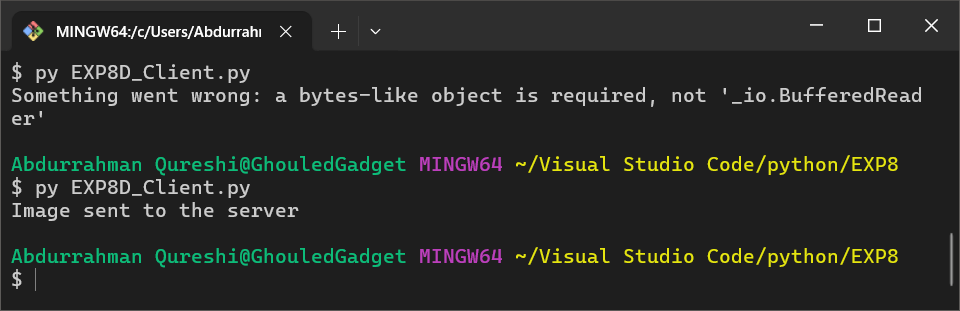 MINGW64:/c/Users/Abdurrahr
$ py EXP8D_Client.py
Something went wrong: a bytes-like object is required, not '_io.BufferedRead
er'
Abdurrahman Qureshi@GhouledGadget MINGW64 ~/Visual Studio Code/python/EXP8
$ py EXP8D_Client.py
Image sent to the server
Abdurrahman Qureshi@GhouledGadget MINGW64 ~/Visual Studio Code/python/EXP8
$